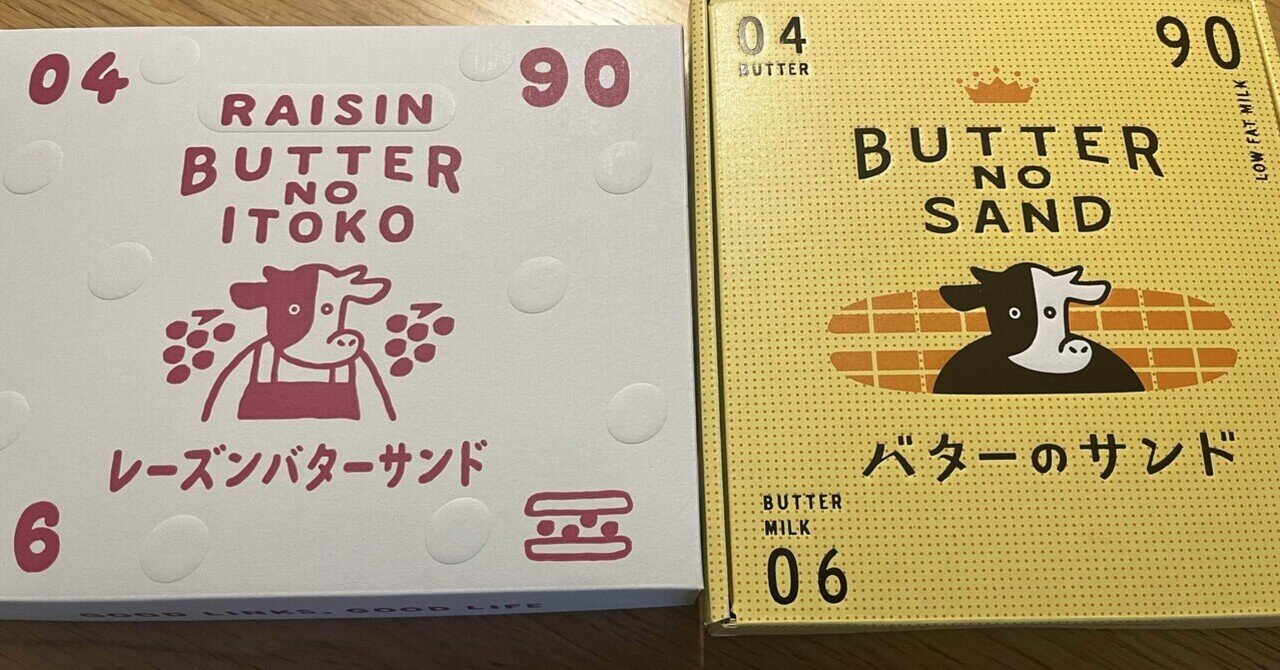 04
90
RAISIN
BUTTER
NO
ITOKO
レーズンバターサンド
6
GOOD LINKS, GOOD LIFE
04
BUTTER
90
LOW FAT MILK
BUTTER
NO
SAND
バターのサンド
BUTTER
MILK
06